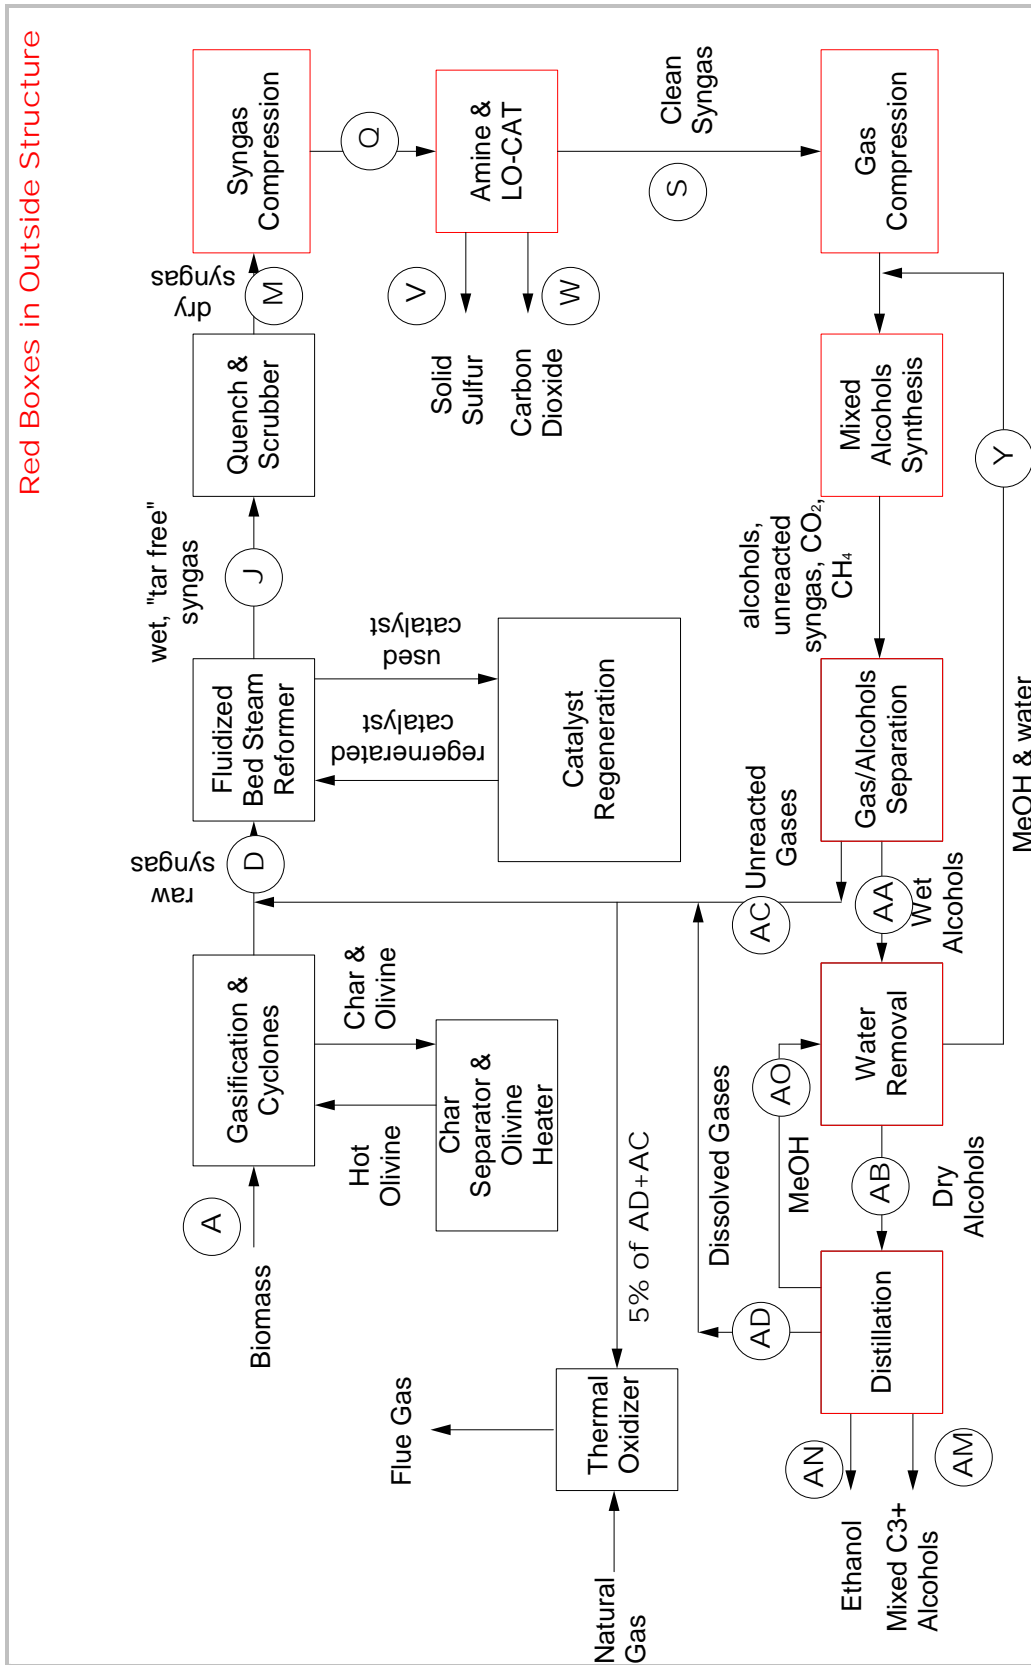 Red Boxes in Outside Structure
Biomass
A
Gasification &
Cyclones
Hot
Olivine
Char &
Olivine
Char
Separator &
Olivine
Heater
raw
syngas
D
Fluidized
Bed Steam
Reformer
regernerated
catalyst
used
catalyst
Catalyst
Regeneration
wet, "tar free"
syngas
J
Quench &
Scrubber
dry
syngas
M
Syngas
Compression
Q
Amine &
LO-CAT
V
Solid
Sulfur
W
Carbon
Dioxide
S
Clean
Syngas
Gas
Compression
Mixed
Alcohols
Synthesis
Y
MeOH & water
alcohols,
unreacted
syngas, CO2,
CH4
Gas/Alcohols
Separation
Unreacted
Gases
AC
AA
Wet
Alcohols
Water
Removal
AO
MeOH
AB
Dry
Alcohols
Distillation
AD
Dissolved Gases
5% of AD+AC
Thermal
Oxidizer
Flue Gas
Natural
Gas
AN
Ethanol
AM
Mixed C3+
Alcohols